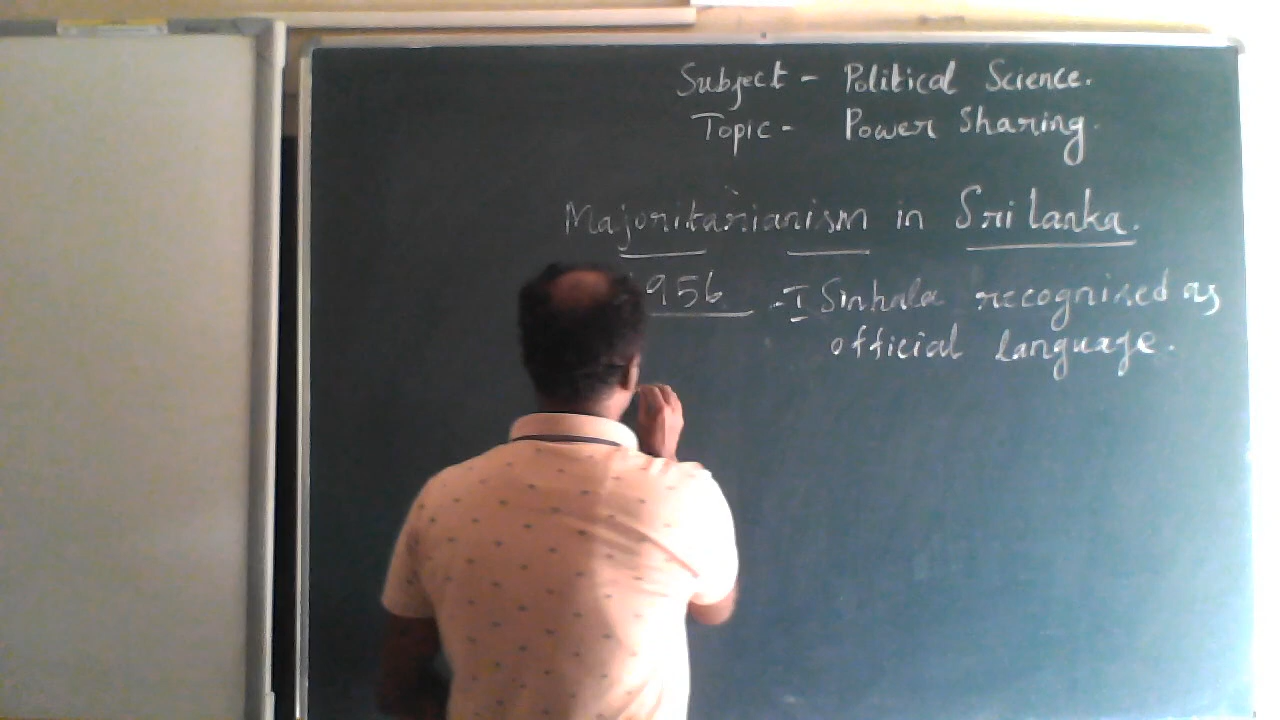 Subject - Political Science.
Topic - Power Sharing.
Majoritarianism in Sri Lanka.
1956 - I Sinhala recognised as
official language.